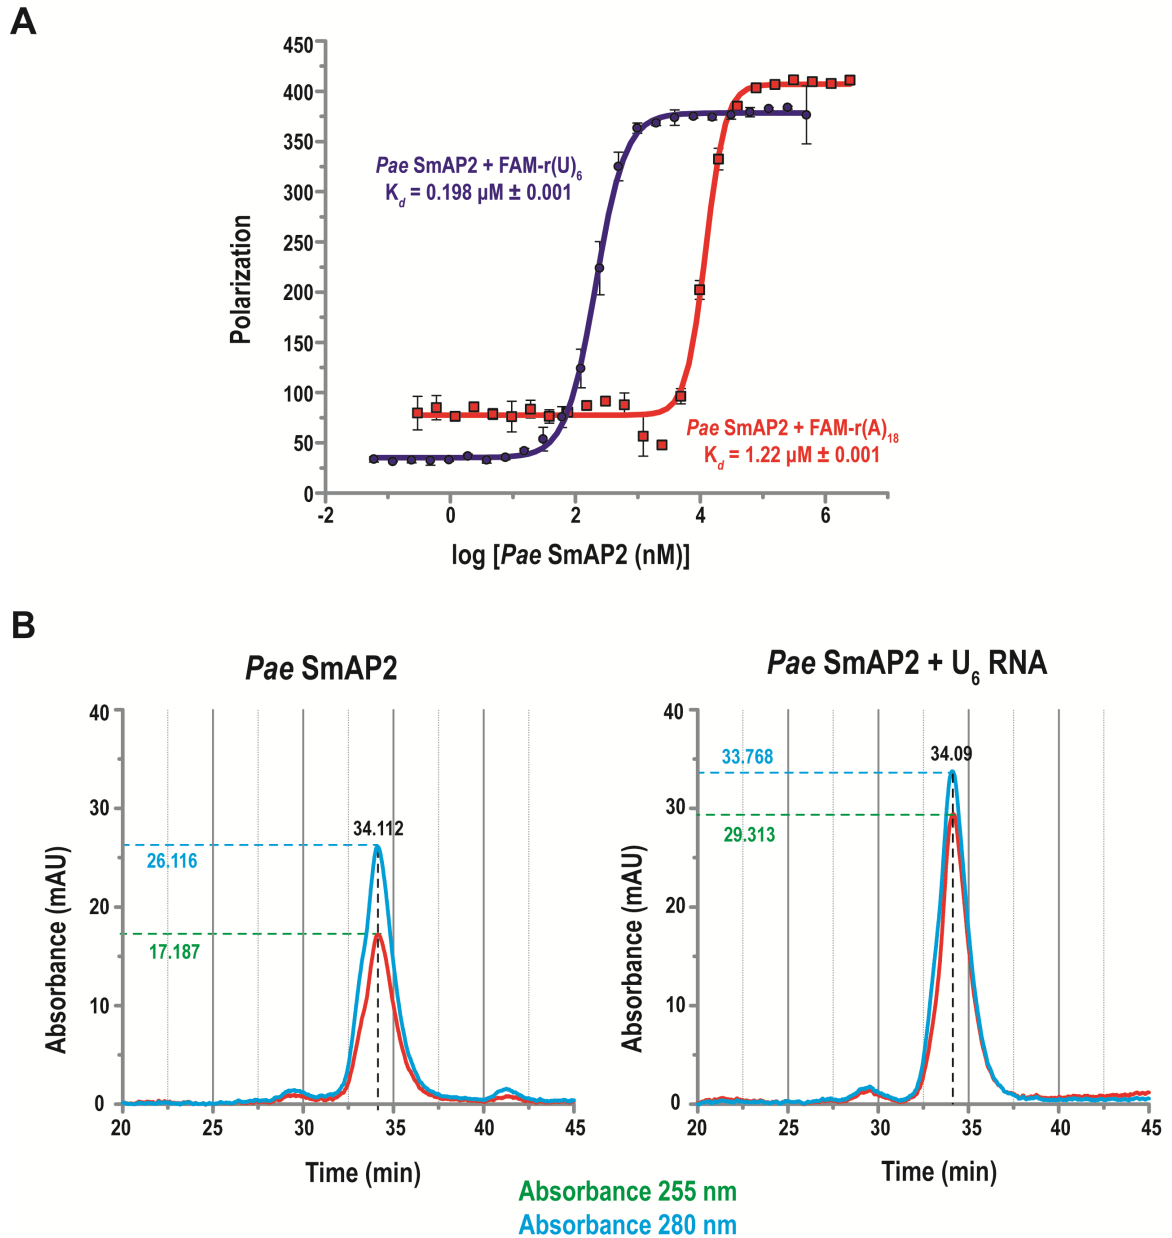 A
450
400
350
300
250
200
150
100
50
0
-2
0
2
4
6
Polarization
log [Pae SmAP2 (nM)]
Pae SmAP2 + FAM-r(U)6
Kd = 0.198 µM ± 0.001
Pae SmAP2 + FAM-r(A)18
Kd = 1.22 µM ± 0.001
B
Pae SmAP2
40
30
20
10
0
20
25
30
35
40
45
Absorbance (mAU)
Time (min)
34.112
26.116
17.187
Pae SmAP2 + U6 RNA
40
30
20
10
0
20
25
30
35
40
45
Absorbance (mAU)
Time (min)
33.768
34.09
29.313
Absorbance 255 nm
Absorbance 280 nm